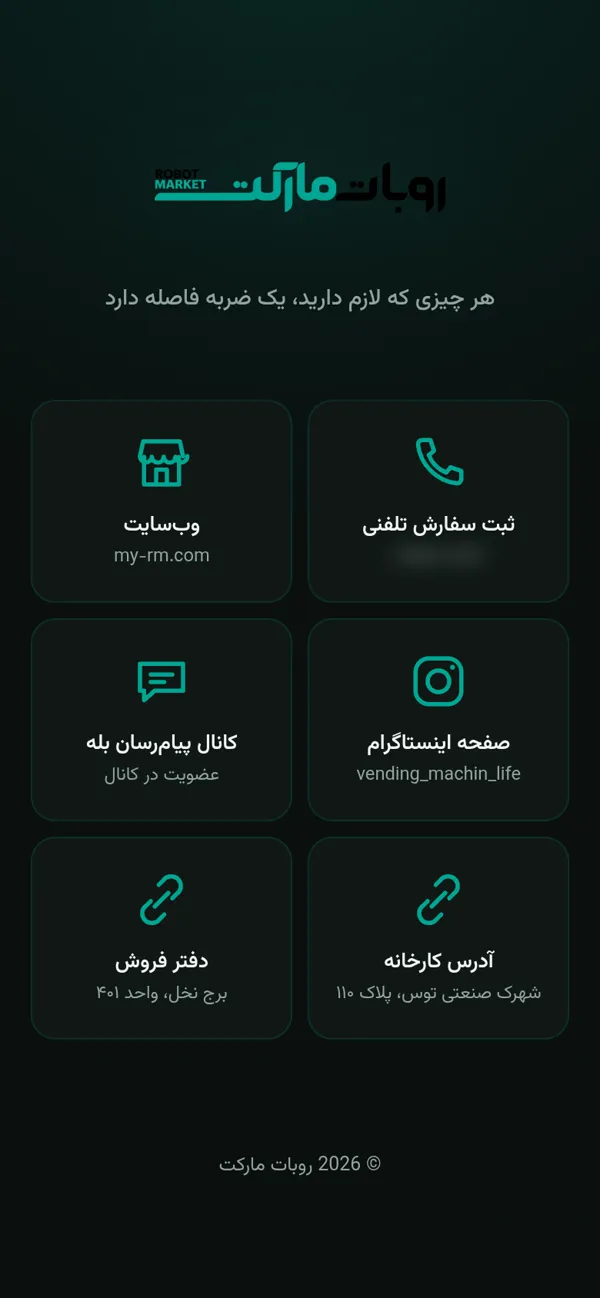 روبات مارکت
ROBOT
MARKET
هر چیزی که لازم دارید، یک ضربه فاصله دارد
ثبت سفارش تلفنی
وب‌سایت
my-rm.com
صفحه اینستاگرام
vending_machin_life
کانال پیام‌رسان بله
عضویت در کانال
آدرس کارخانه
شهرک صنعتی توس، پلاک ۱۱۰
دفتر فروش
برج نخل، واحد ۴۰۱
© 2026 روبات مارکت